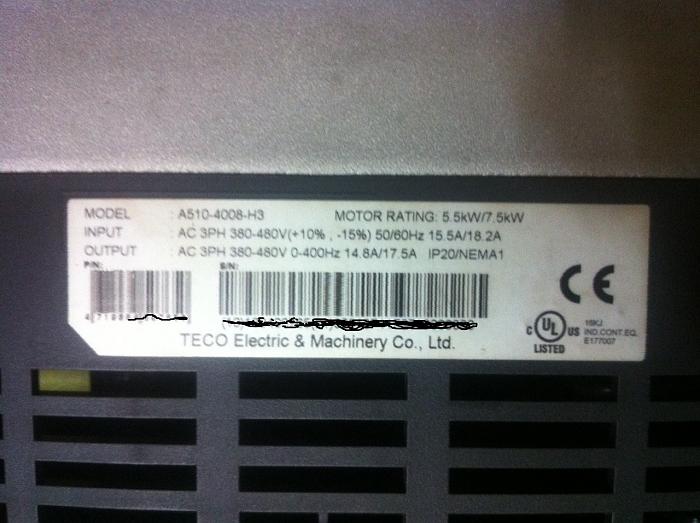 MODEL : A510-4008-H3 MOTOR RATING: 5.5kW/7.5kW
INPUT : AC 3PH 380-480V(+10% , -15%) 50/60Hz 15.5A/18.2A
OUTPUT : AC 3PH 380-480V 0-400Hz 14.8A/17.5A IP20/NEMA1
P/N: S/N:
CE
TECO Electric & Machinery Co., Ltd.
C UL US
LISTED
16KJ
IND.CONT.EQ.
E177007